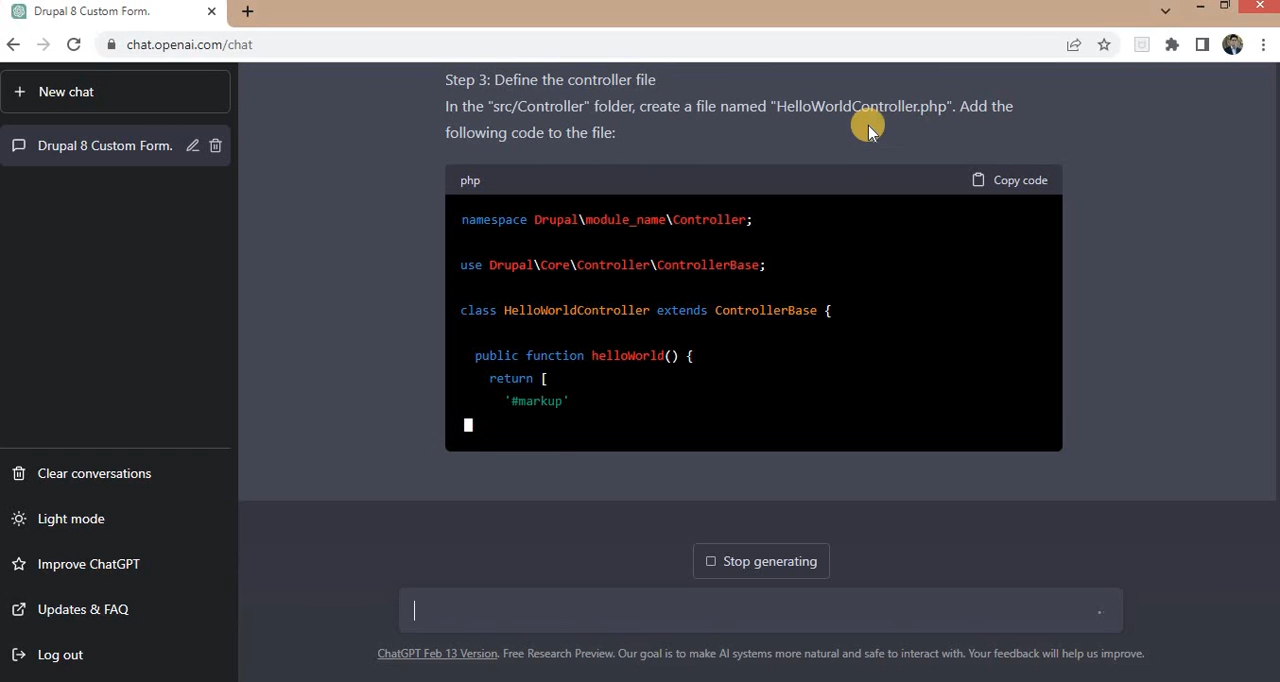 Drupal 8 Custom Form.
chat.openai.com/chat
New chat
Drupal 8 Custom Form.
Clear conversations
Light mode
Improve ChatGPT
Updates & FAQ
Log out
Step 3: Define the controller file
In the "src/Controller" folder, create a file named "HelloWorldController.php". Add the
following code to the file:
php
Copy code
namespace Drupal\module_name\Controller;
use Drupal\Core\Controller\ControllerBase;
class HelloWorldController extends ControllerBase {
public function helloWorld() {
return [
'#markup'
Stop generating
ChatGPT Feb 13 Version. Free Research Preview. Our goal is to make AI systems more natural and safe to interact with. Your feedback will help us improve.